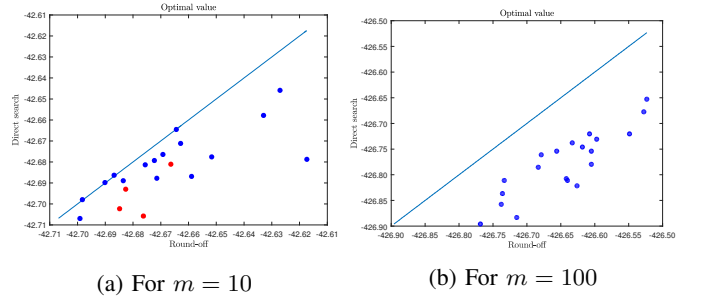 Optimal value
-42.61
-42.62
-42.63
-42.64
-42.65
-42.66
-42.67
-42.68
-42.69
-42.70
-42.71
Direct search
-42.71 -42.70 -42.69 -42.68 -42.67 -42.66 -42.65 -42.64 -42.63 -42.62 -42.61
Round-off
(a) For m = 10
Optimal value
-426.50
-426.55
-426.60
-426.65
-426.70
-426.75
-426.80
-426.85
-426.90
Direct search
-426.90 -426.85 -426.80 -426.75 -426.70 -426.65 -426.60 -426.55 -426.50
Round-off
(b) For m = 100